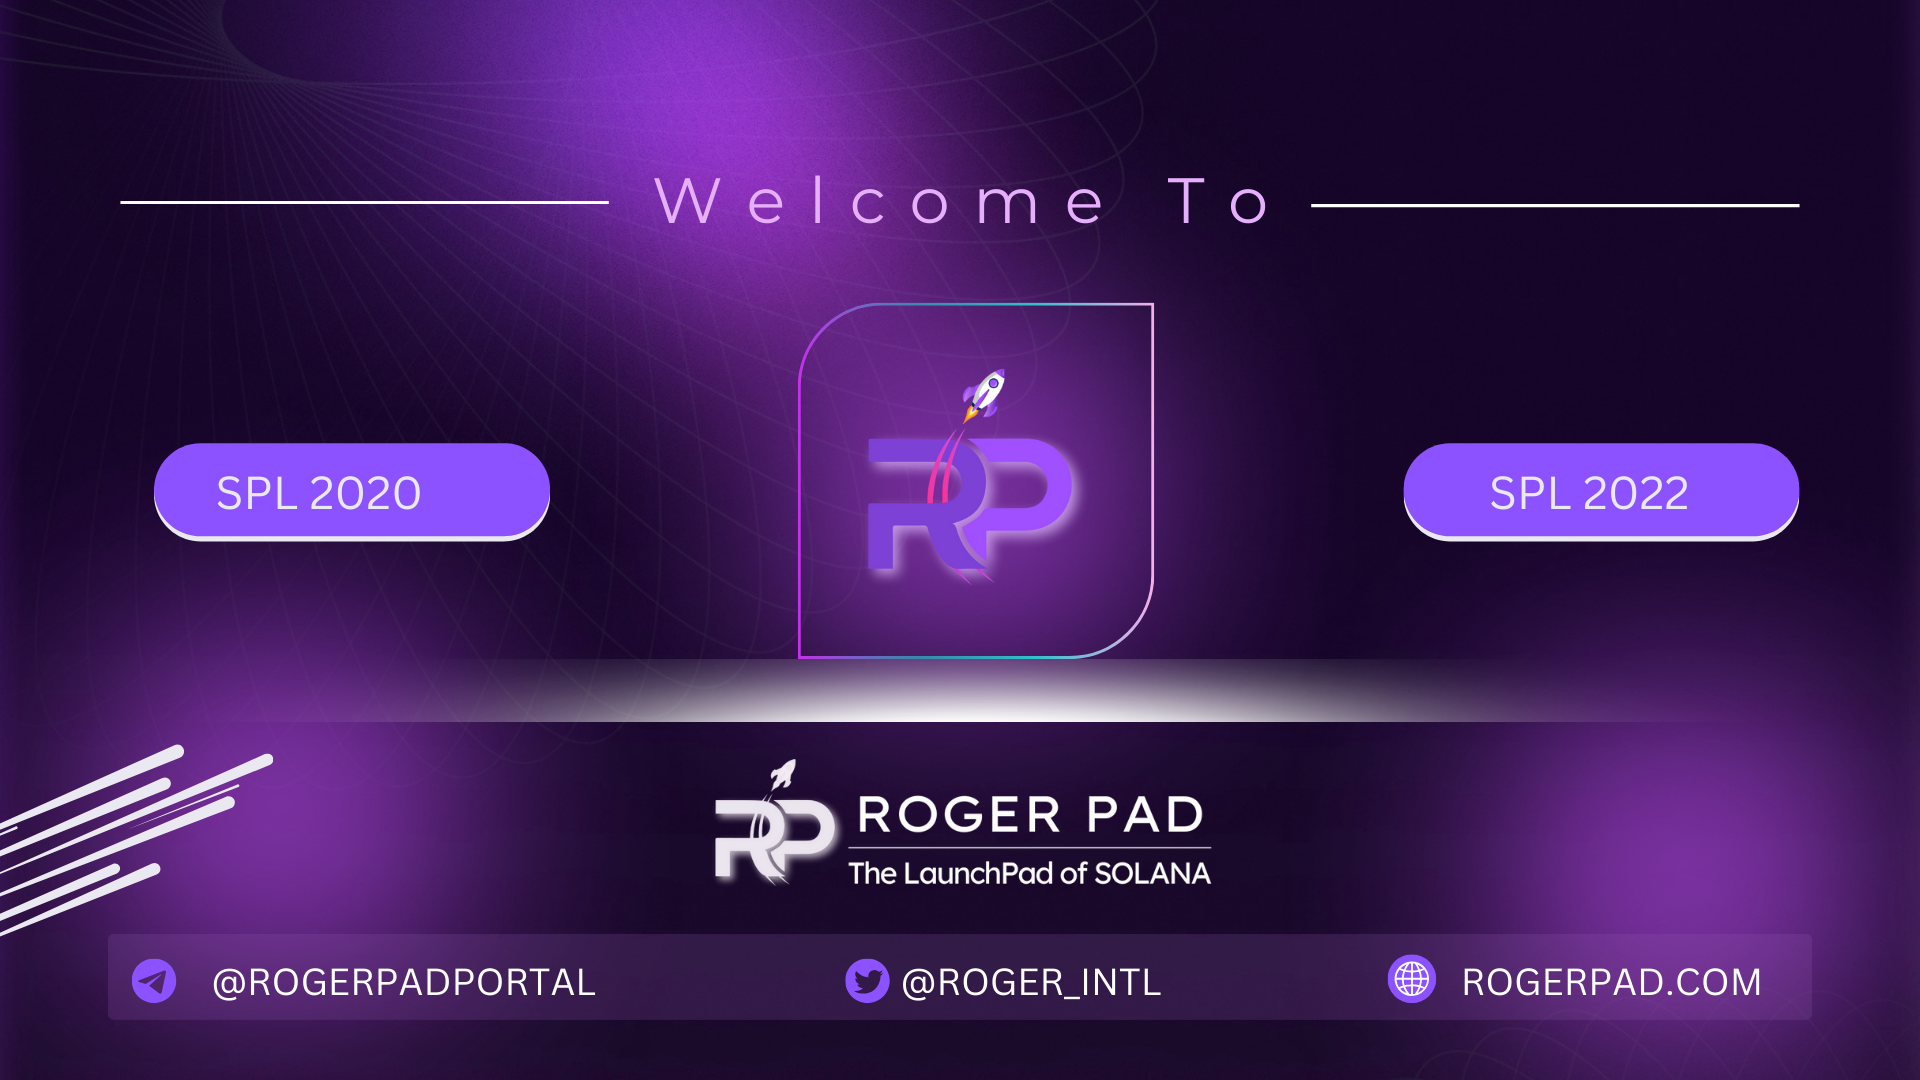 Welcome To
RP
SPL 2020
SPL 2022
RP
ROGER PAD
The LaunchPad of SOLANA
@ROGERPADPORTAL
@ROGER_INTL
ROGERPAD.COM